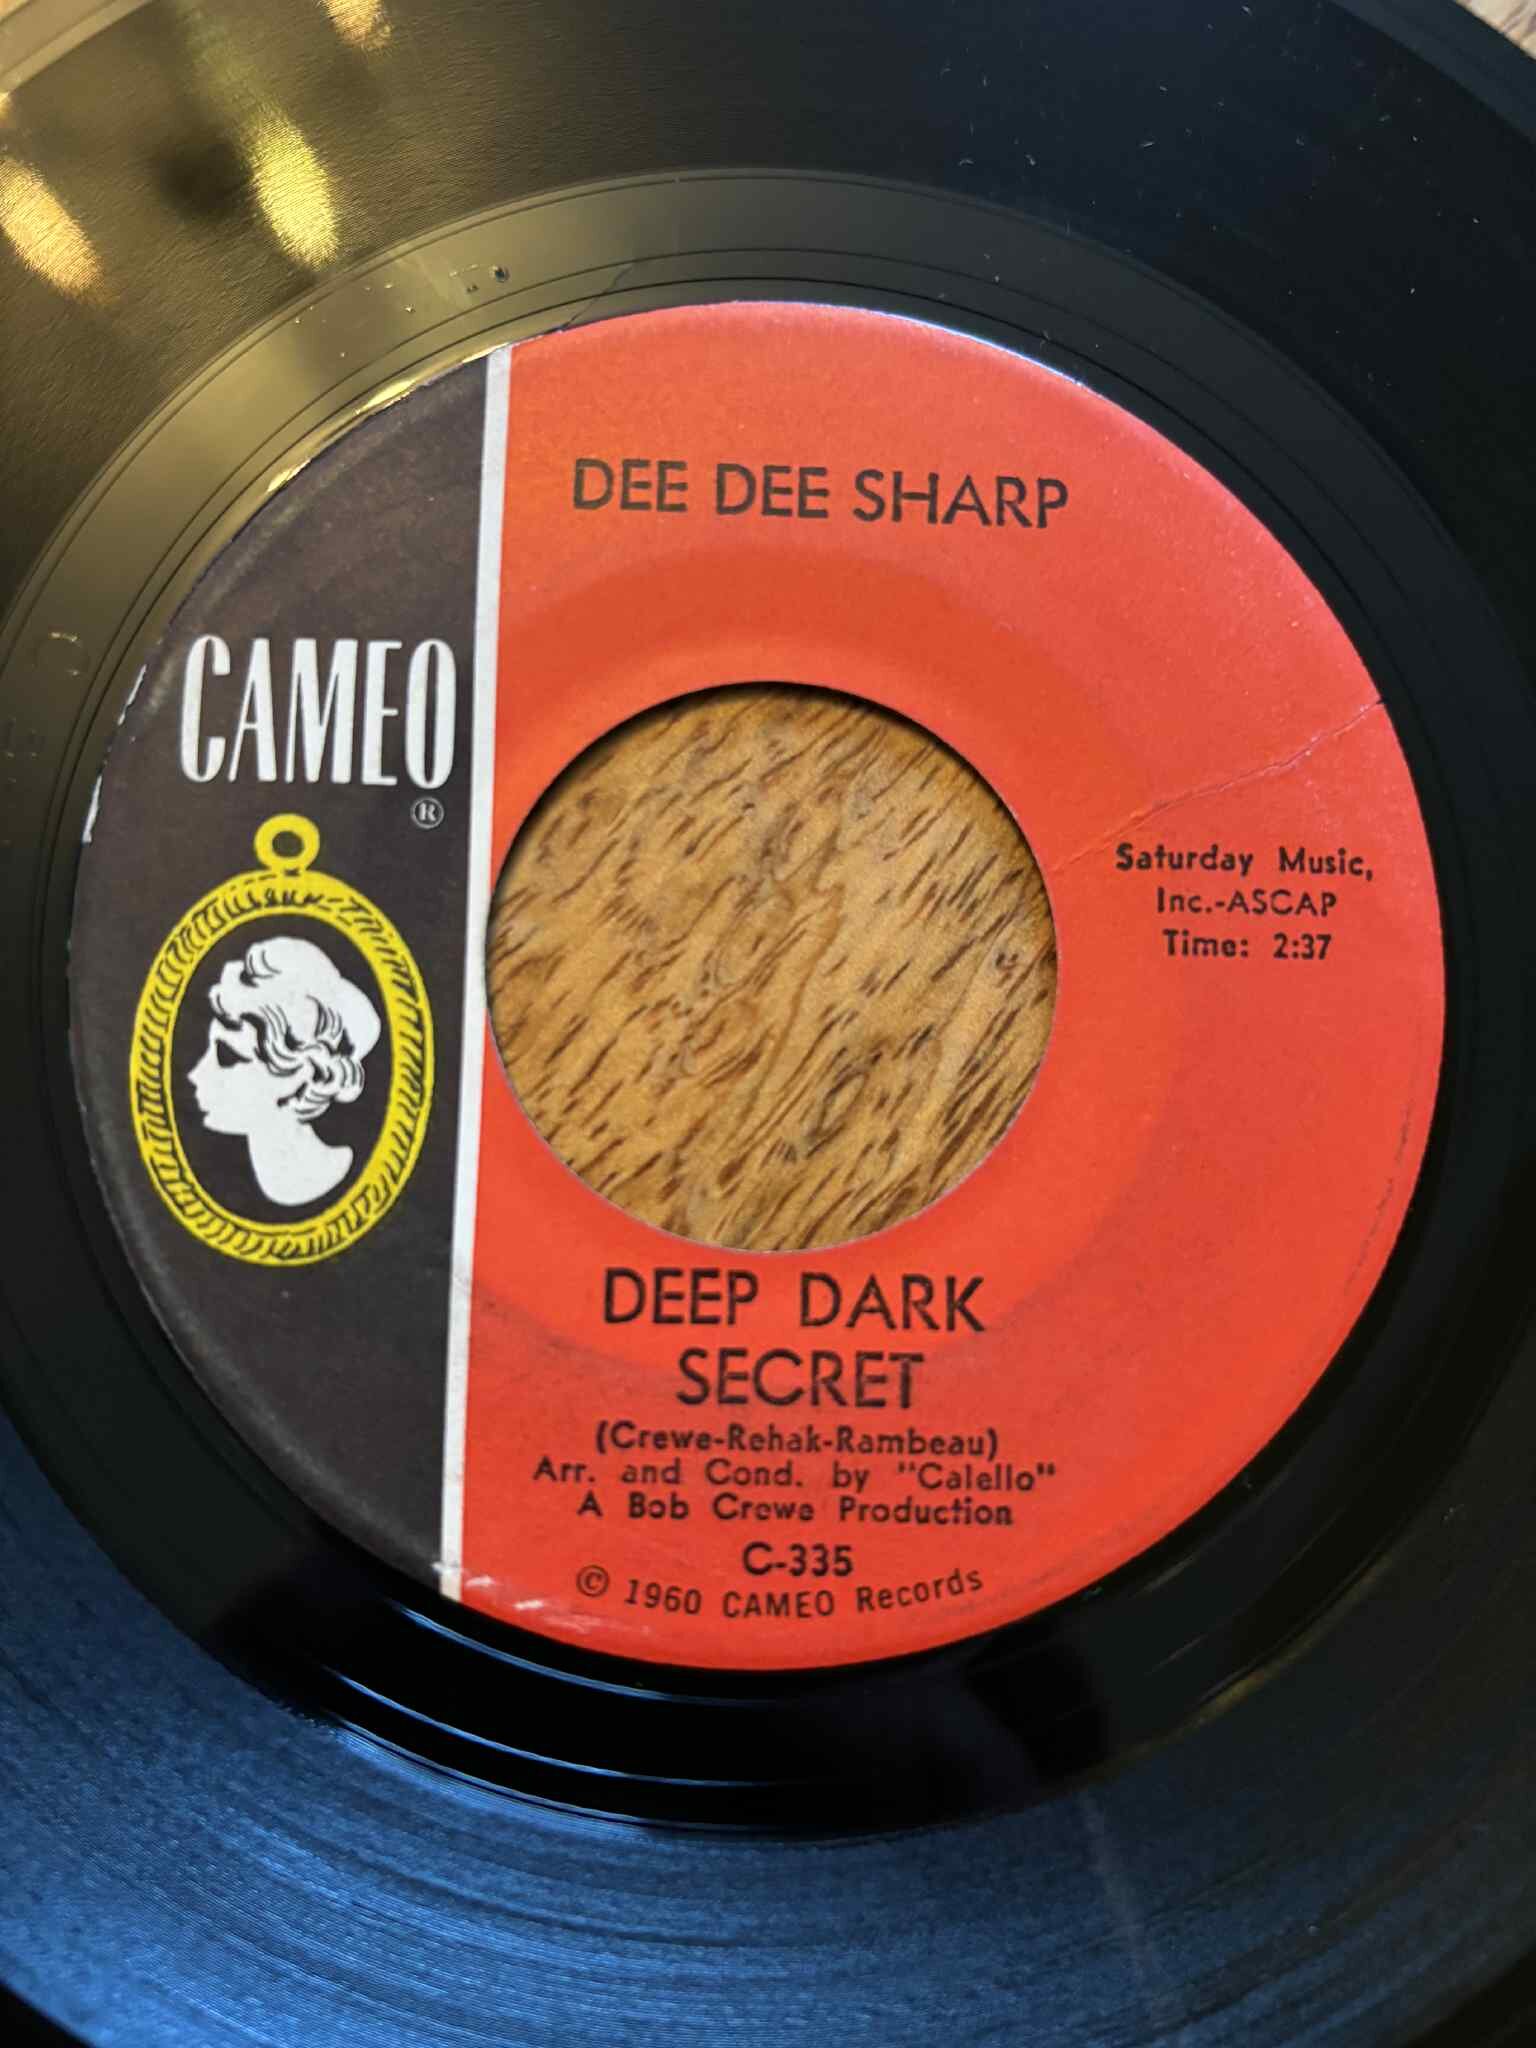 DEE DEE SHARP
CAMEO
®
Saturday Music,
Inc.-ASCAP
Time: 2:37
DEEP DARK
SECRET
(Crewe-Rehak-Rambeau)
Arr. and Cond. by "Calello"
A Bob Crewe Production
C-335
© 1960 CAMEO Records